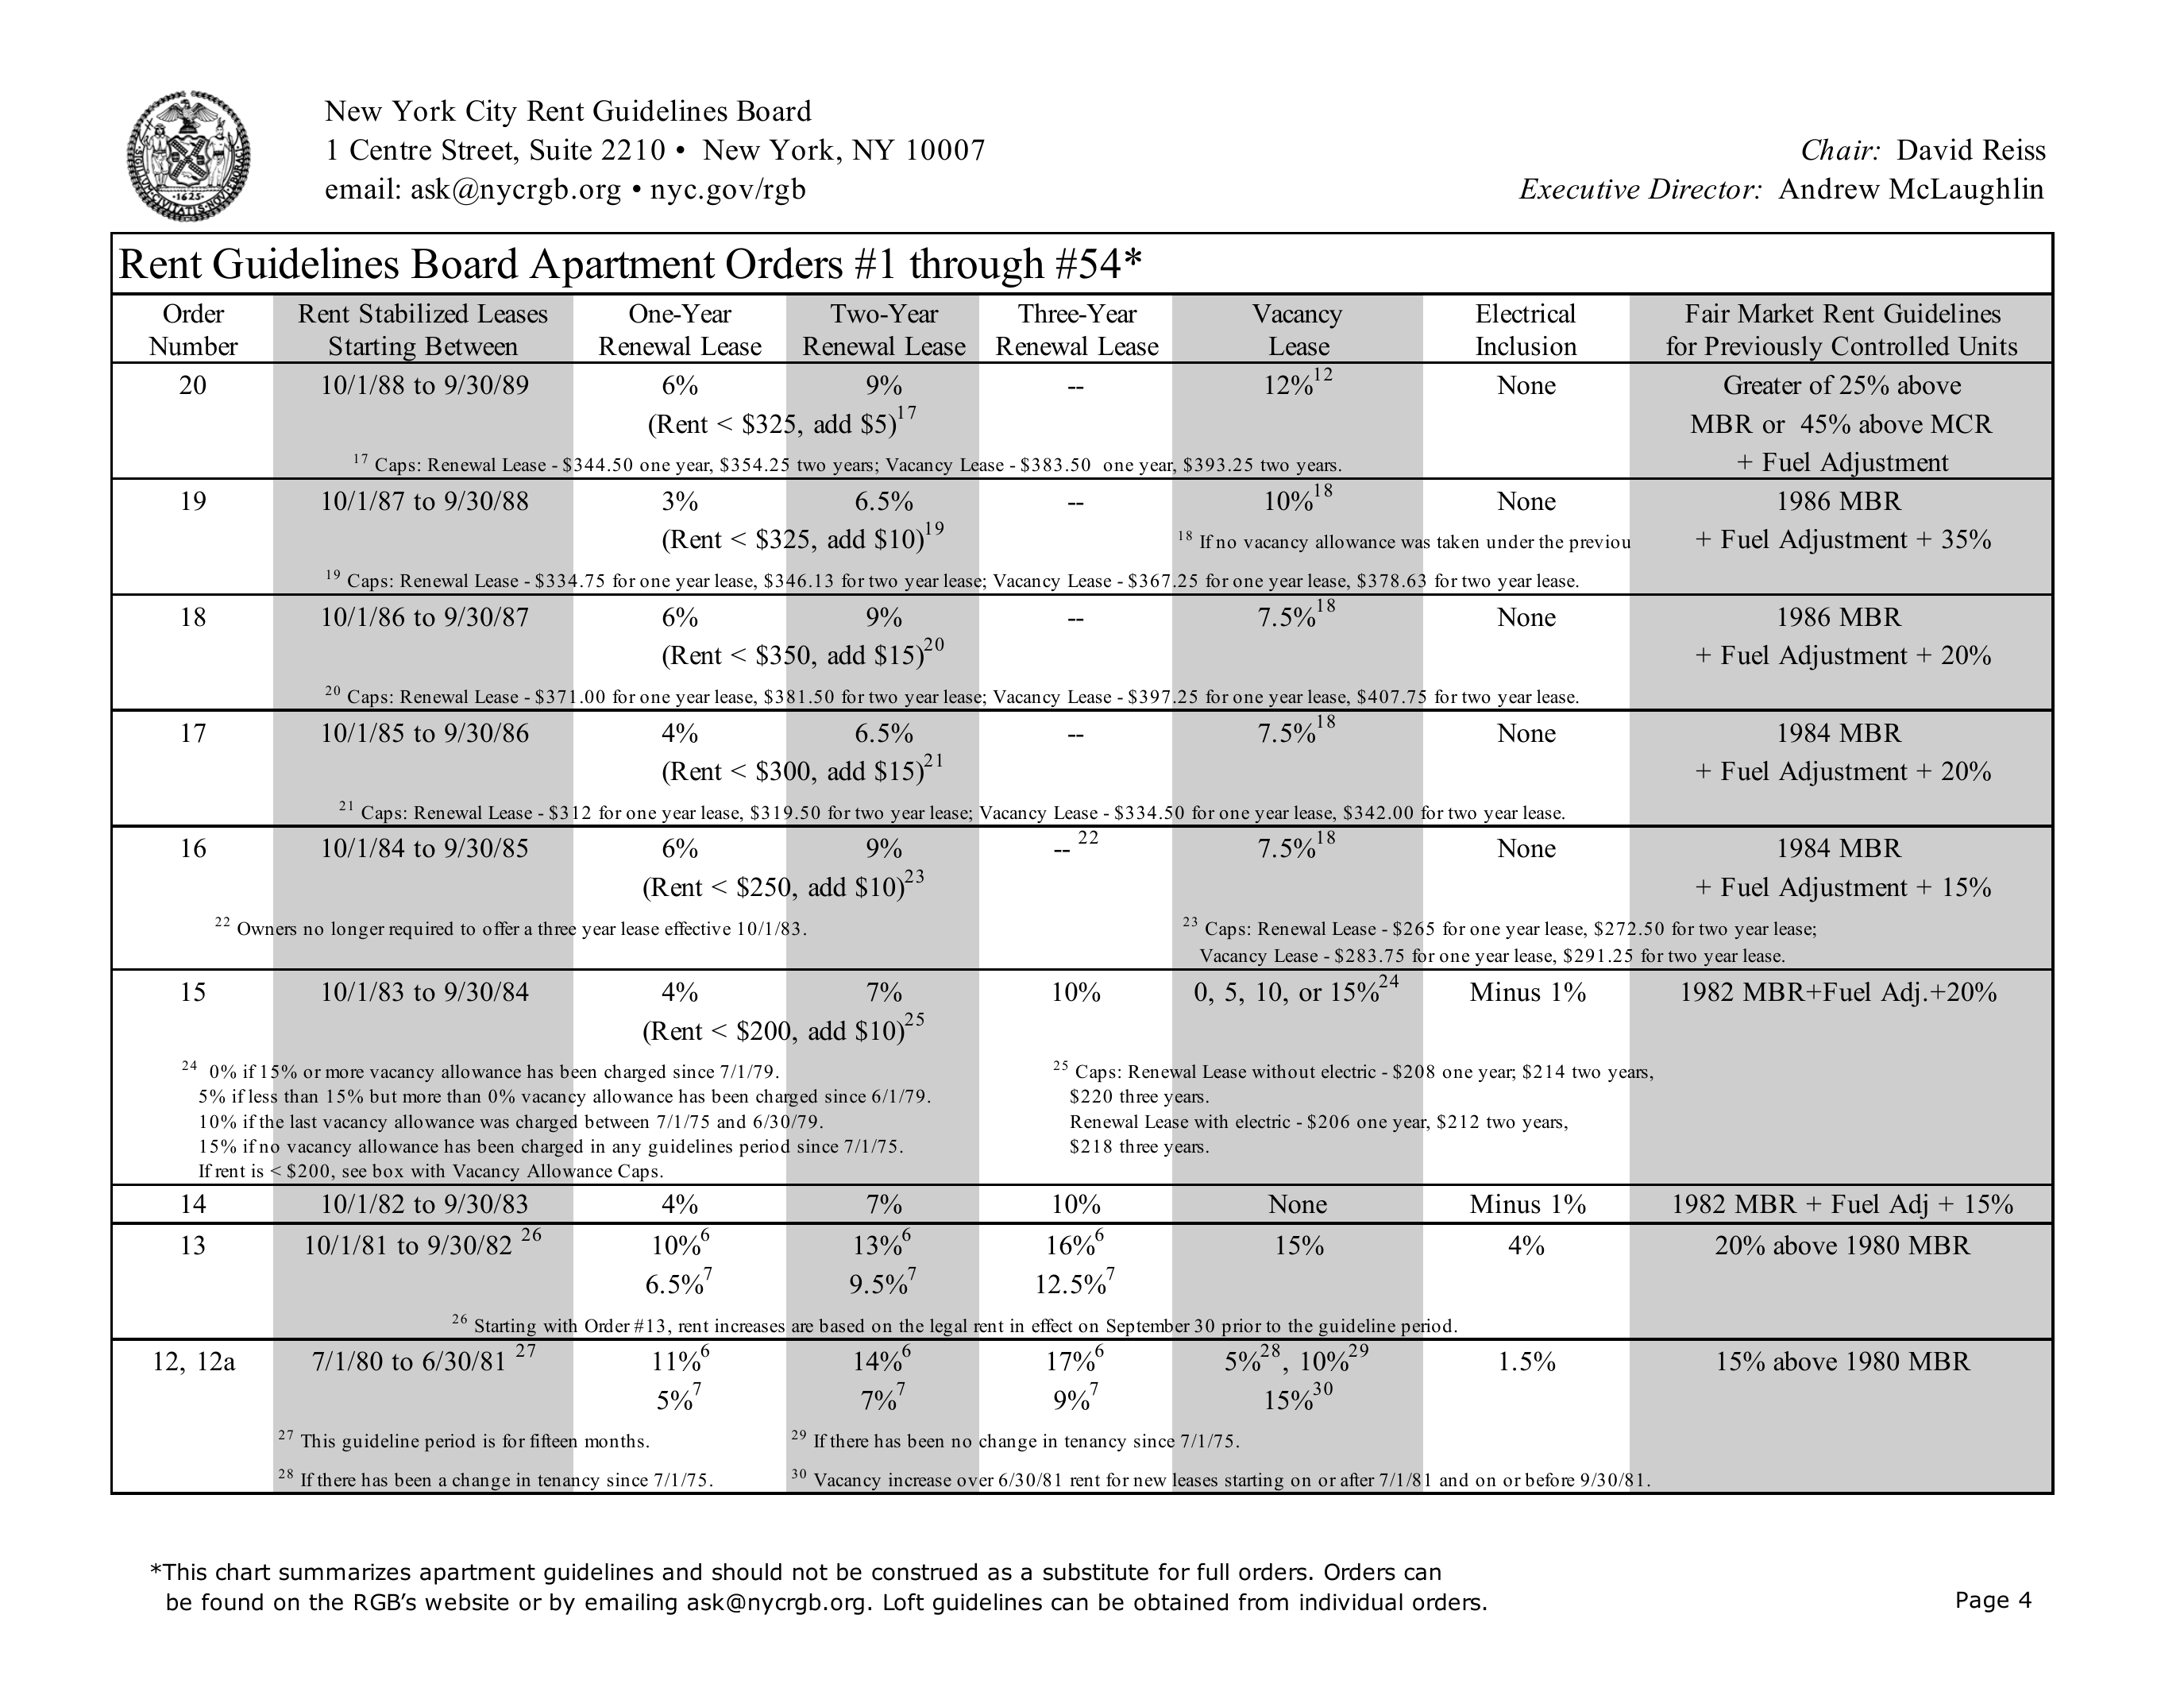 New York City Rent Guidelines Board
1 Centre Street, Suite 2210 • New York, NY 10007
email: ask@nycrgb.org • nyc.gov/rgb
Chair: David Reiss
Executive Director: Andrew McLaughlin
Rent Guidelines Board Apartment Orders #1 through #54*
Order Rent Stabilized Leases One-Year Two-Year Three-Year Vacancy Electrical Fair Market Rent Guidelines
Number Starting Between Renewal Lease Renewal Lease Renewal Lease Lease Inclusion for Previously Controlled Units
20 10/1/88 to 9/30/89 6% 9% -- 12%12 None Greater of 25% above
(Rent < $325, add $5)17 MBR or 45% above MCR
17 Caps: Renewal Lease - $344.50 one year, $354.25 two years; Vacancy Lease - $383.50 one year, $393.25 two years. + Fuel Adjustment
19 10/1/87 to 9/30/88 3% 6.5% -- 10%18 None 1986 MBR
(Rent < $325, add $10)19 18 If no vacancy allowance was taken under the previou + Fuel Adjustment + 35%
19 Caps: Renewal Lease - $334.75 for one year lease, $346.13 for two year lease; Vacancy Lease - $367.25 for one year lease, $378.63 for two year lease.
18 10/1/86 to 9/30/87 6% 9% -- 7.5%18 None 1986 MBR
(Rent < $350, add $15)20 + Fuel Adjustment + 20%
20 Caps: Renewal Lease - $371.00 for one year lease, $381.50 for two year lease; Vacancy Lease - $397.25 for one year lease, $407.75 for two year lease.
17 10/1/85 to 9/30/86 4% 6.5% -- 7.5%18 None 1984 MBR
(Rent < $300, add $15)21 + Fuel Adjustment + 20%
21 Caps: Renewal Lease - $312 for one year lease, $319.50 for two year lease; Vacancy Lease - $334.50 for one year lease, $342.00 for two year lease.
16 10/1/84 to 9/30/85 6% 9% -- 22 7.5%18 None 1984 MBR
(Rent < $250, add $10)23 + Fuel Adjustment + 15%
22 Owners no longer required to offer a three year lease effective 10/1/83. 23 Caps: Renewal Lease - $265 for one year lease, $272.50 for two year lease;
Vacancy Lease - $283.75 for one year lease, $291.25 for two year lease.
15 10/1/83 to 9/30/84 4% 7% 10% 0, 5, 10, or 15%24 Minus 1% 1982 MBR+Fuel Adj.+20%
(Rent < $200, add $10)25
24 0% if 15% or more vacancy allowance has been charged since 7/1/79. 25 Caps: Renewal Lease without electric - $208 one year; $214 two years,
5% if less than 15% but more than 0% vacancy allowance has been charged since 6/1/79. $220 three years.
10% if the last vacancy allowance was charged between 7/1/75 and 6/30/79. Renewal Lease with electric - $206 one year, $212 two years,
15% if no vacancy allowance has been charged in any guidelines period since 7/1/75. $218 three years.
If rent is < $200, see box with Vacancy Allowance Caps.
14 10/1/82 to 9/30/83 4% 7% 10% None Minus 1% 1982 MBR + Fuel Adj + 15%
13 10/1/81 to 9/30/82 26 10%6 13%6 16%6 15% 4% 20% above 1980 MBR
6.5%7 9.5%7 12.5%7
26 Starting with Order #13, rent increases are based on the legal rent in effect on September 30 prior to the guideline period.
12, 12a 7/1/80 to 6/30/81 27 11%6 14%6 17%6 5%28 , 10%29 1.5% 15% above 1980 MBR
5%7 7%7 9%7 15%30
27 This guideline period is for fifteen months. 29 If there has been no change in tenancy since 7/1/75.
28 If there has been a change in tenancy since 7/1/75. 30 Vacancy increase over 6/30/81 rent for new leases starting on or after 7/1/81 and on or before 9/30/81.
*This chart summarizes apartment guidelines and should not be construed as a substitute for full orders. Orders can
be found on the RGB’s website or by emailing ask@nycrgb.org. Loft guidelines can be obtained from individual orders.
Page 4